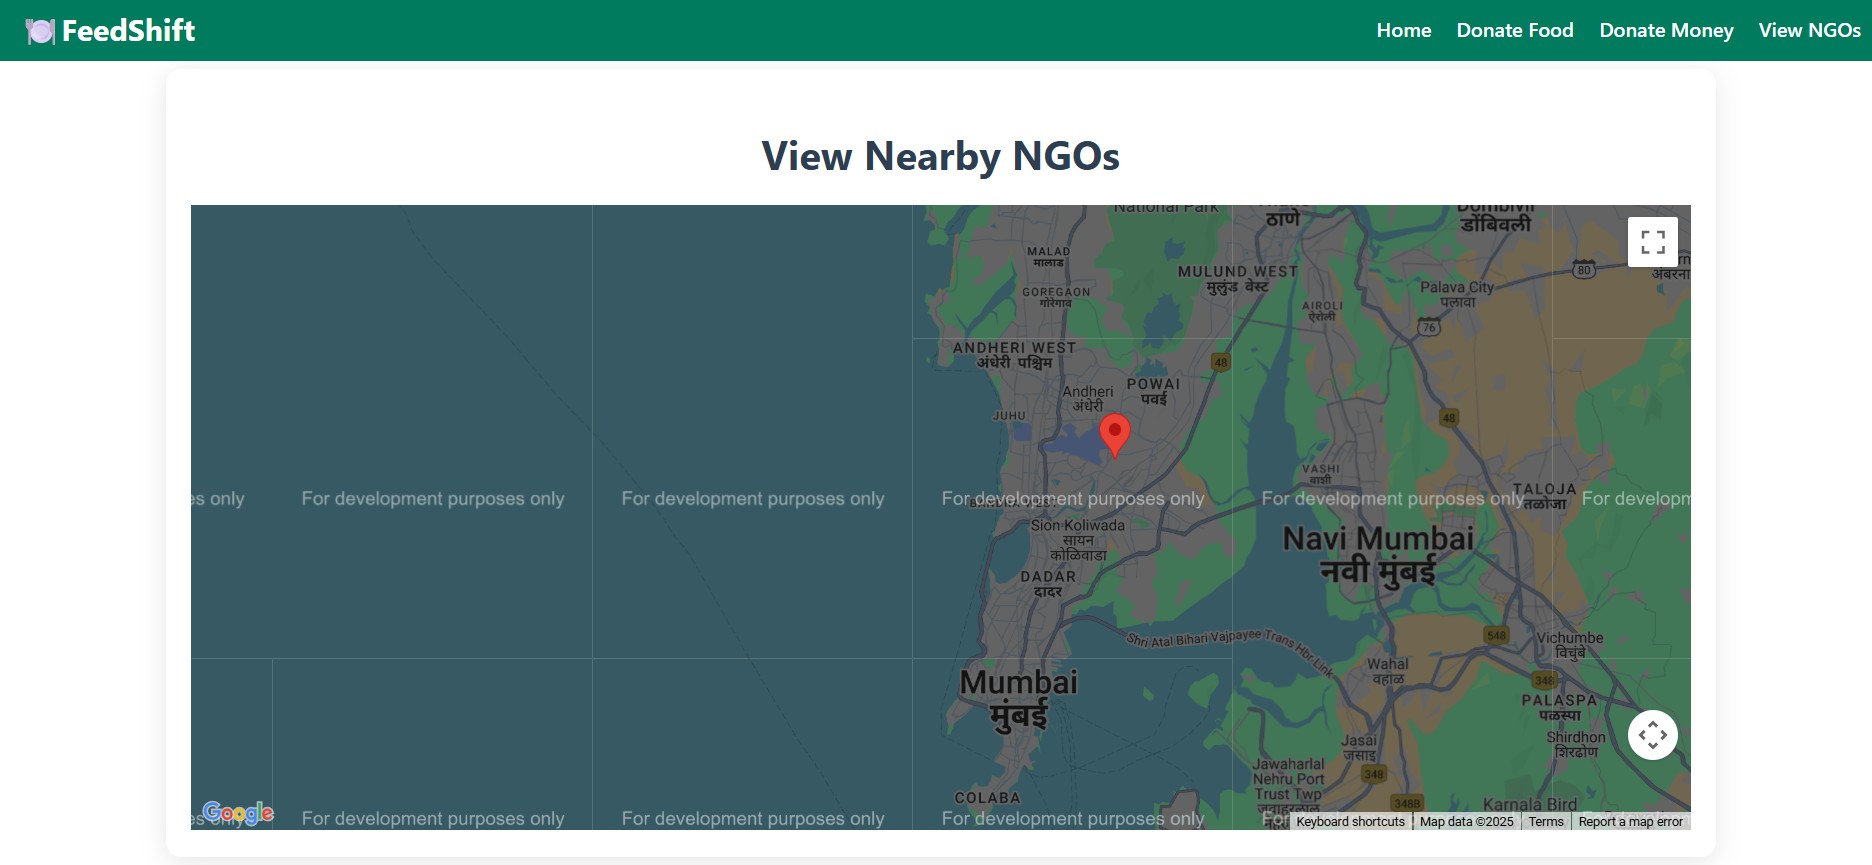 FeedShift
Home Donate Food Donate Money View NGOs
View Nearby NGOs
National Park
ठाणे
Dombivli
डोंबिवली
MALAD
मालाड
MULUND WEST
मुलुंड वेस्ट
80
अंबरना
GOREGAON
गोरेगाव
Palava City
पलावा
AIROLI
ऐरोली
76
ANDHERI WEST
अंधेरी पश्चिम
48
Andheri
अंधेरी
POWAI
पवई
JUHU
48
VASHI
वाशी
TALOJA
तळोजा
es only For development purposes only For development purposes only For development purposes only For development purposes only For developm
Sion Koliwada
सायन
कोळिवाडा
Navi Mumbai
नवी मुंबई
DADAR
दादर
Shri Atal Bihari Vajpayee Trans Hbr Link
548
Vichumbe
विचुंबे
Wahal
वहाळ
Mumbai
मुंबई
348
PALASPA
पळस्पा
Jasai
जसाई
Shirdhon
शिरढोण
Jawaharlal
Nehru Port
Trust Twp
जवाहरलाल
348
COLABA
348B
Karnala Bird
Google
es only For development purposes only For development purposes only For development purposes only
Keyboard shortcuts Map data ©2025 Terms Report a map error